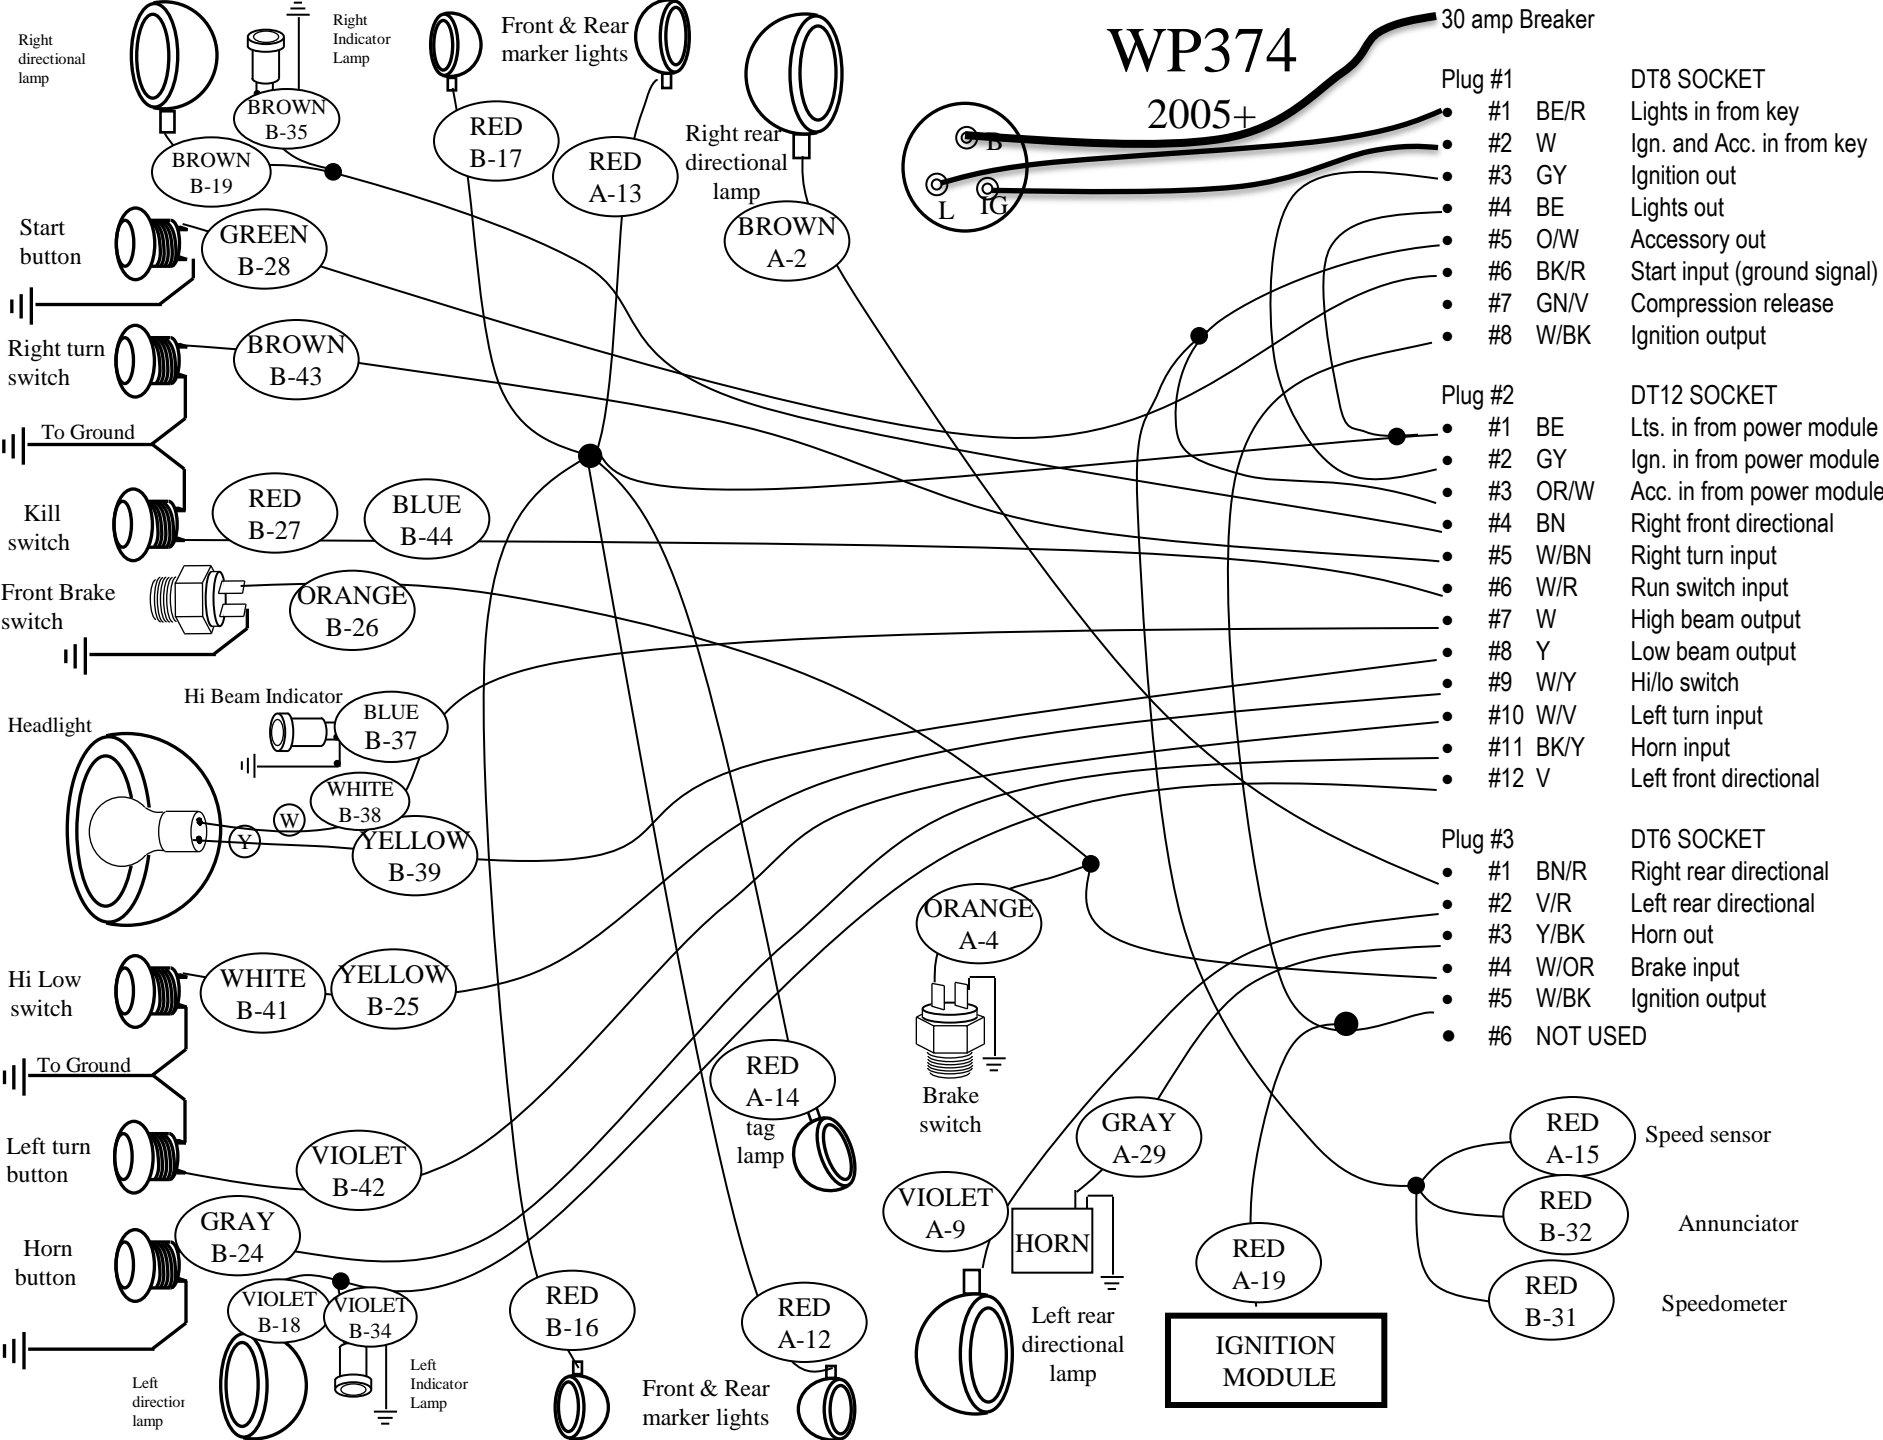 30 amp Breaker
WP374
2005+
B
L
IG
Plug #1 DT8 SOCKET
• #1 BE/R Lights in from key
• #2 W Ign. and Acc. in from key
• #3 GY Ignition out
• #4 BE Lights out
• #5 O/W Accessory out
• #6 BK/R Start input (ground signal)
• #7 GN/V Compression release
• #8 W/BK Ignition output
Plug #2 DT12 SOCKET
• #1 BE Lts. in from power module
• #2 GY Ign. in from power module
• #3 OR/W Acc. in from power module
• #4 BN Right front directional
• #5 W/BN Right turn input
• #6 W/R Run switch input
• #7 W High beam output
• #8 Y Low beam output
• #9 W/Y Hi/lo switch
• #10 W/V Left turn input
• #11 BK/Y Horn input
• #12 V Left front directional
Plug #3 DT6 SOCKET
• #1 BN/R Right rear directional
• #2 V/R Left rear directional
• #3 Y/BK Horn out
• #4 W/OR Brake input
• #5 W/BK Ignition output
• #6 NOT USED
Right
directional
lamp
Right
Indicator
Lamp
BROWN
B-35
BROWN
B-19
Front & Rear
marker lights
RED
B-17
RED
A-13
Right rear
directional
lamp
BROWN
A-2
Start
button
GREEN
B-28
Right turn
switch
BROWN
B-43
To Ground
Kill
switch
RED
B-27
BLUE
B-44
Front Brake
switch
ORANGE
B-26
Hi Beam Indicator
BLUE
B-37
Headlight
WHITE
B-38
W
Y
YELLOW
B-39
Hi Low
switch
WHITE
B-41
YELLOW
B-25
To Ground
Left turn
button
VIOLET
B-42
Horn
button
GRAY
B-24
VIOLET
B-18
VIOLET
B-34
Left
direction
lamp
Left
Indicator
Lamp
RED
B-16
Front & Rear
marker lights
RED
A-12
RED
A-14
tag
lamp
ORANGE
A-4
Brake
switch
GRAY
A-29
VIOLET
A-9
HORN
Left rear
directional
lamp
RED
A-19
IGNITION
MODULE
RED
A-15
Speed sensor
RED
B-32
Annunciator
RED
B-31
Speedometer